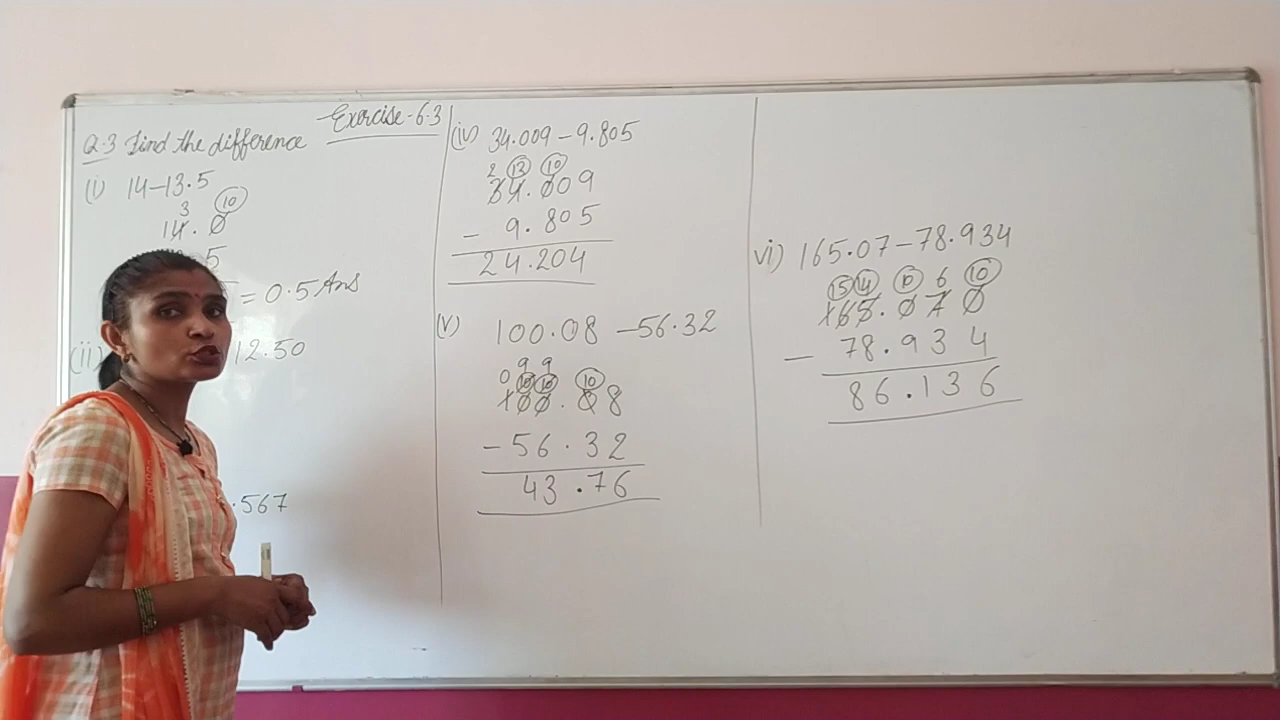 Exercise-6.3
Q.3 Find the difference
(i) 14-13.5
3 10
14.0
5
= 0.5 Ans
(ii) 12.50
.567
(iv) 34.009-9.805
2 13 10
34.009
- 9.805
24.204
(v) 100.08-56.32
9 9
0 10 10 10
100.08
-56.32
43.76
vi) 165.07-78.934
15 14 10 6 10
165.070
- 78.934
86.136